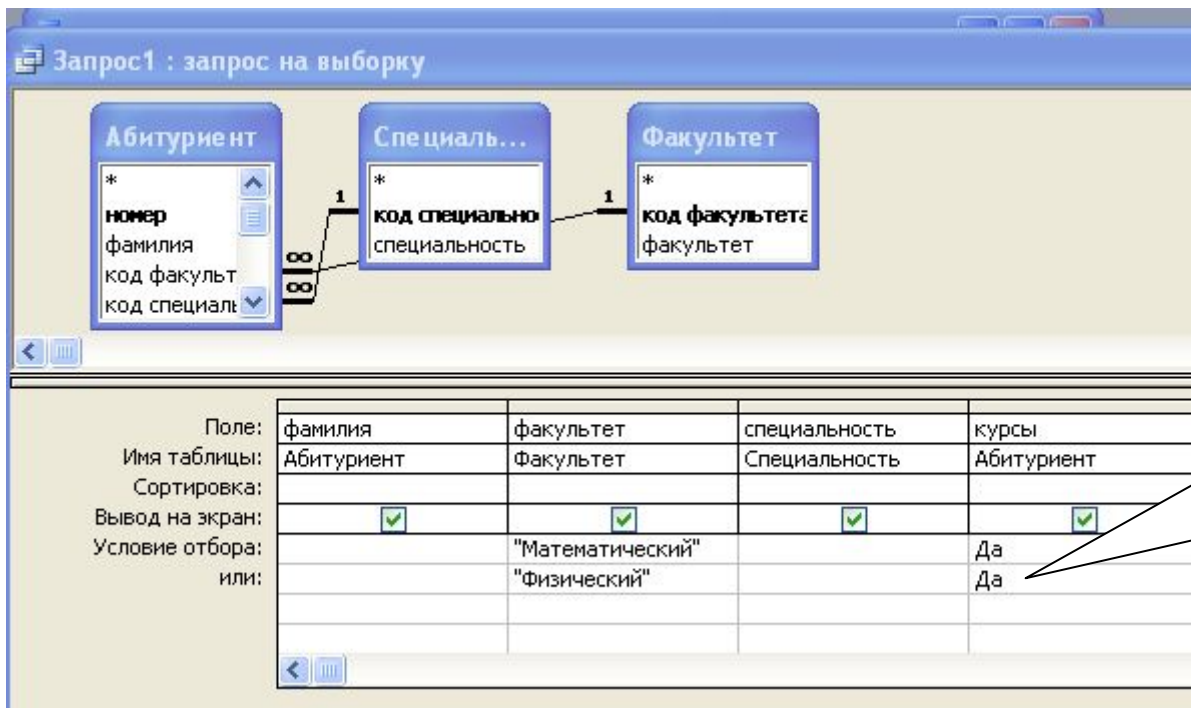 Запрос1 : запрос на выборку
Абитуриент
*
номер
фамилия
код факульт
код специаль
Специаль...
*
код специально
специальность
Факультет
*
код факультета
факультет
1
1
∞
∞
Поле: фамилия факультет специальность курсы
Имя таблицы: Абитуриент Факультет Специальность Абитуриент
Сортировка:
Вывод на экран:
Условие отбора: "Математический" Да
или: "Физический" Да